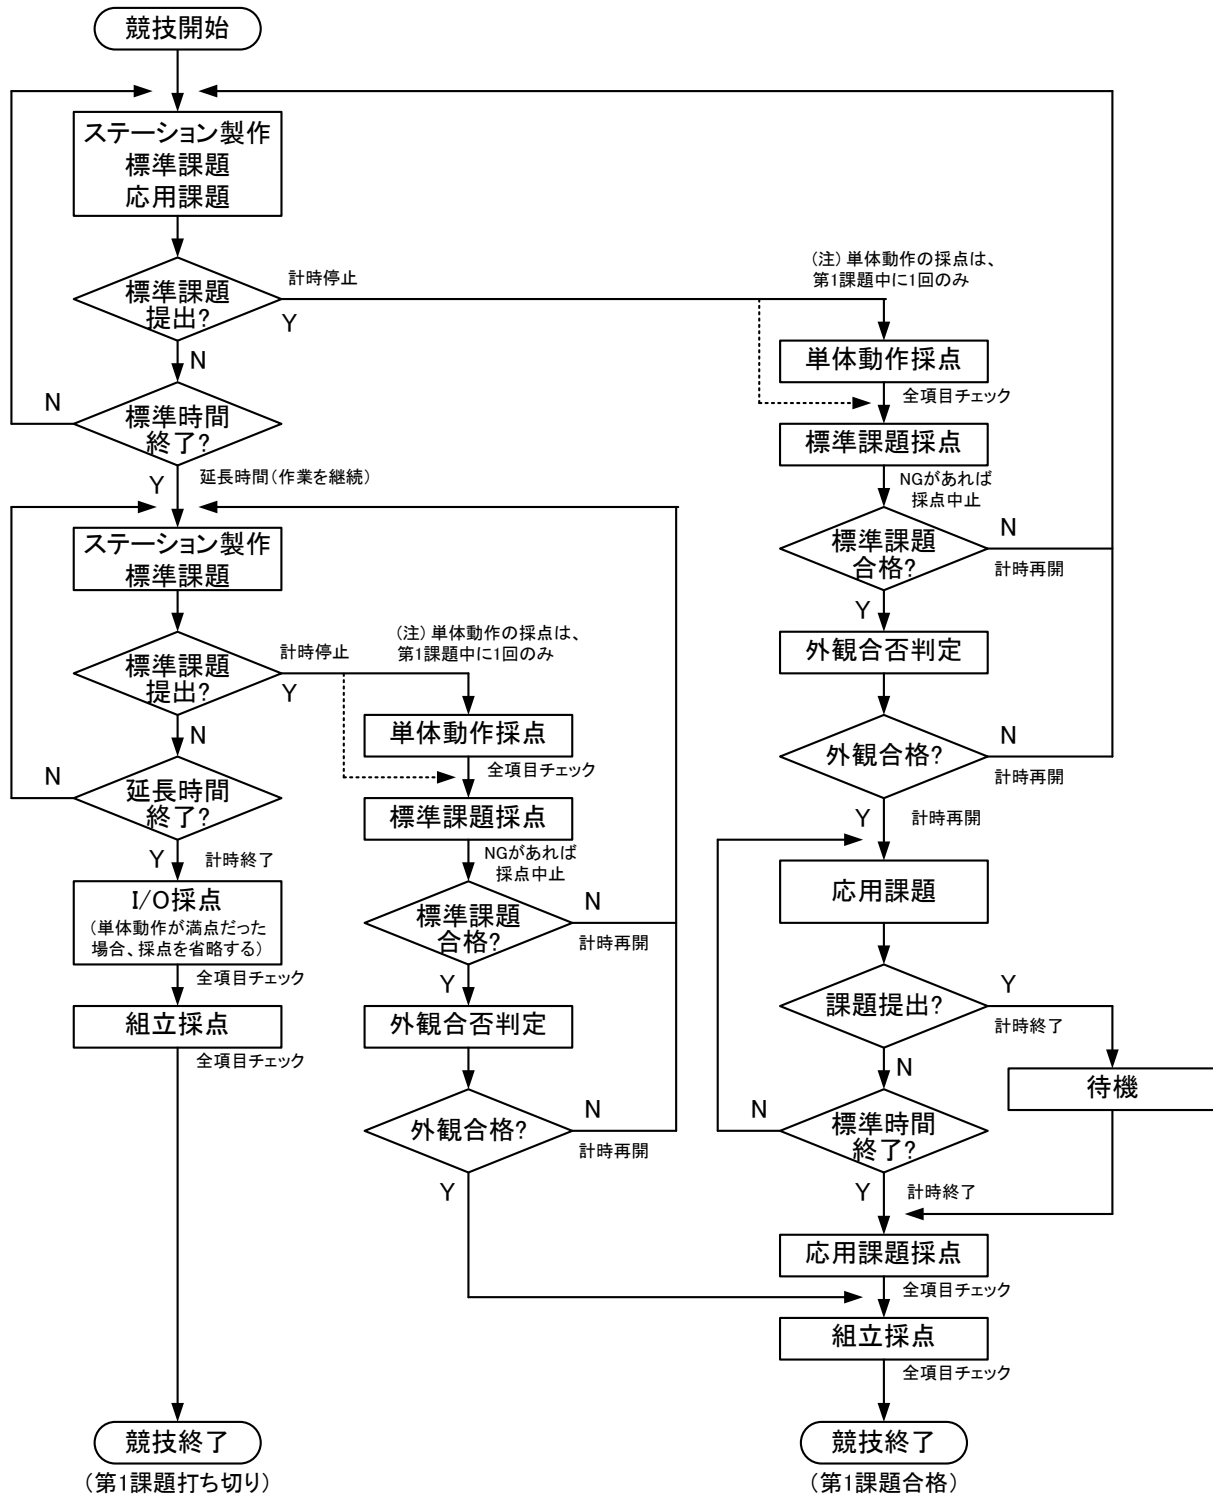 競技開始
ステーション製作
標準課題
応用課題
標準課題
提出?
計時停止
Y
N
標準時間
終了?
N
Y
延長時間(作業を継続)
ステーション製作
標準課題
標準課題
提出?
計時停止
Y
N
延長時間
終了?
N
Y
計時終了
I/O採点
(単体動作が満点だった
場合、採点を省略する)
全項目チェック
組立採点
全項目チェック
競技終了
(第1課題打ち切り)
(注) 単体動作の採点は、
第1課題中に1回のみ
単体動作採点
全項目チェック
標準課題採点
NGがあれば
採点中止
標準課題
合格?
N
計時再開
Y
外観合否判定
外観合格?
N
計時再開
Y
(注) 単体動作の採点は、
第1課題中に1回のみ
単体動作採点
全項目チェック
標準課題採点
NGがあれば
採点中止
標準課題
合格?
N
計時再開
Y
外観合否判定
外観合格?
N
計時再開
Y
計時再開
応用課題
課題提出?
Y
計時終了
待機
N
標準時間
終了?
N
Y
計時終了
応用課題採点
全項目チェック
組立採点
全項目チェック
競技終了
(第1課題合格)